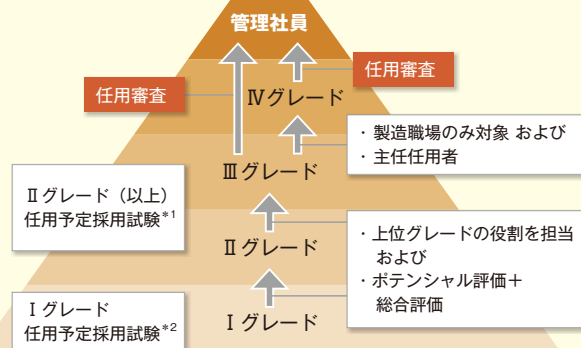 管理社員
任用審査
任用審査
Ⅳグレード
・製造職場のみ対象 および
・主任任用者
Ⅲグレード
Ⅱグレード（以上）
任用予定採用試験*1
Ⅱグレード
・上位グレードの役割を担当
および
・ポテンシャル評価＋
総合評価
Ⅰグレード
任用予定採用試験*2
Ⅰグレード